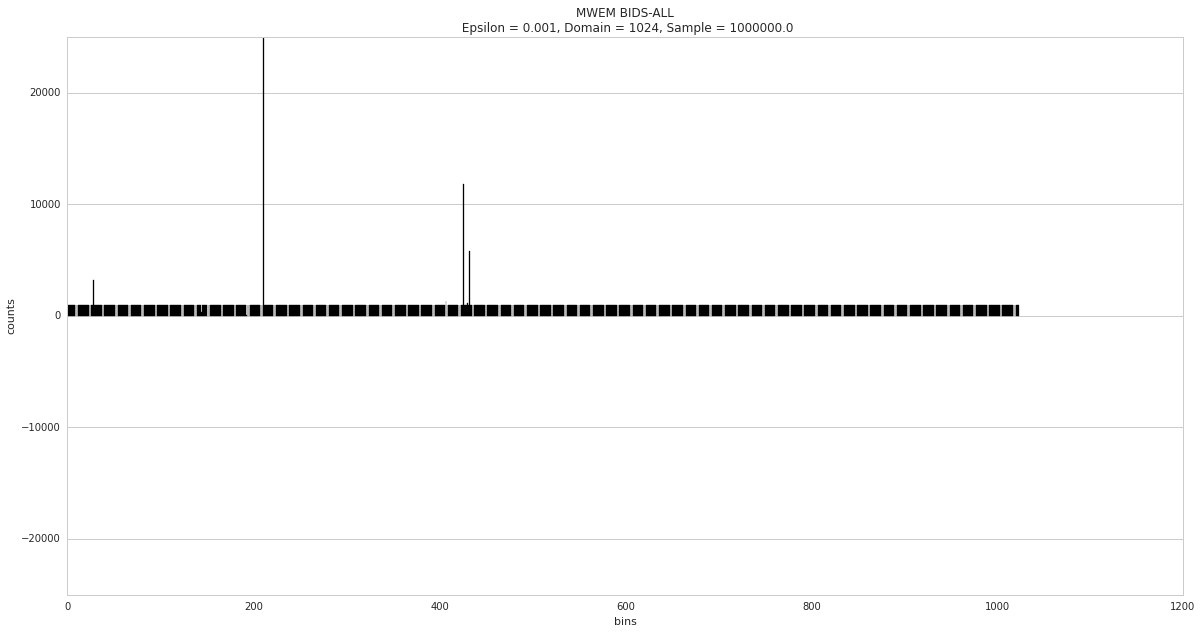 MWEM BIDS-ALL
Epsilon = 0.001, Domain = 1024, Sample = 1000000.0
20000
10000
0
−10000
−20000
counts
0 200 400 600 800 1000 1200
bins